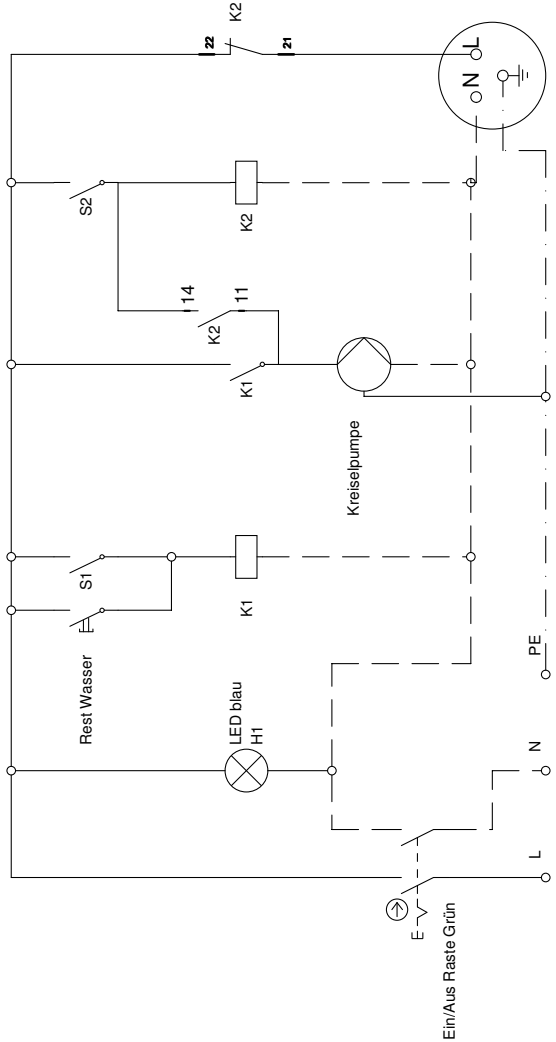 Ein/Aus Raste Grün
L
N
PE
LED blau
H1
Rest Wasser
S1
K1
Kreiselpumpe
K1
K2
14
11
S2
K2
K2
22
21
N
L